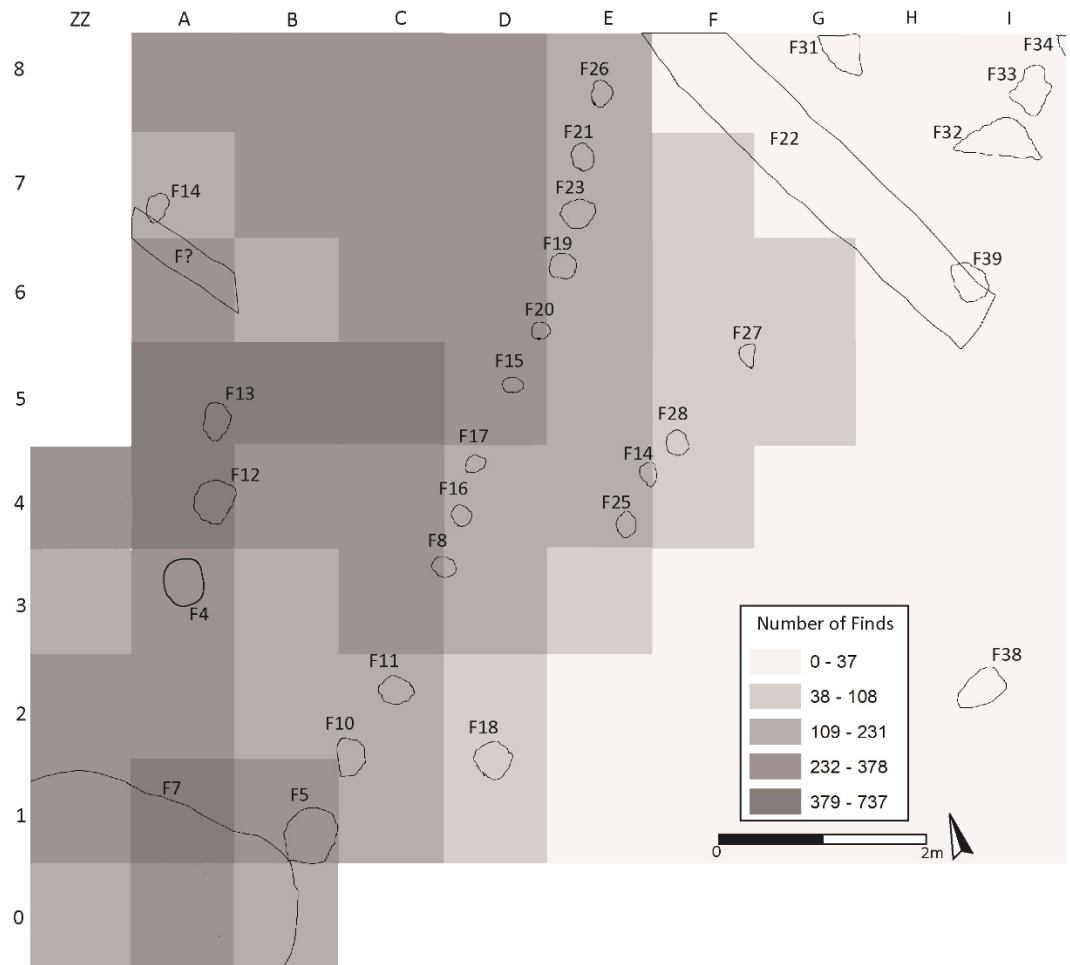 ZZ A B C D E F G H I
8
F26
F31
F34
F33
F21
F22
F32
7
F14
F23
F?
F19
F39
6
F20
F27
F15
5
F13
F28
F17
F14
F12
4
F16
F25
F8
3
F4
Number of Finds
0 - 37
38 - 108
109 - 231
232 - 378
379 - 737
F38
F11
2
F10
F18
F7
F5
1
0 2m
0